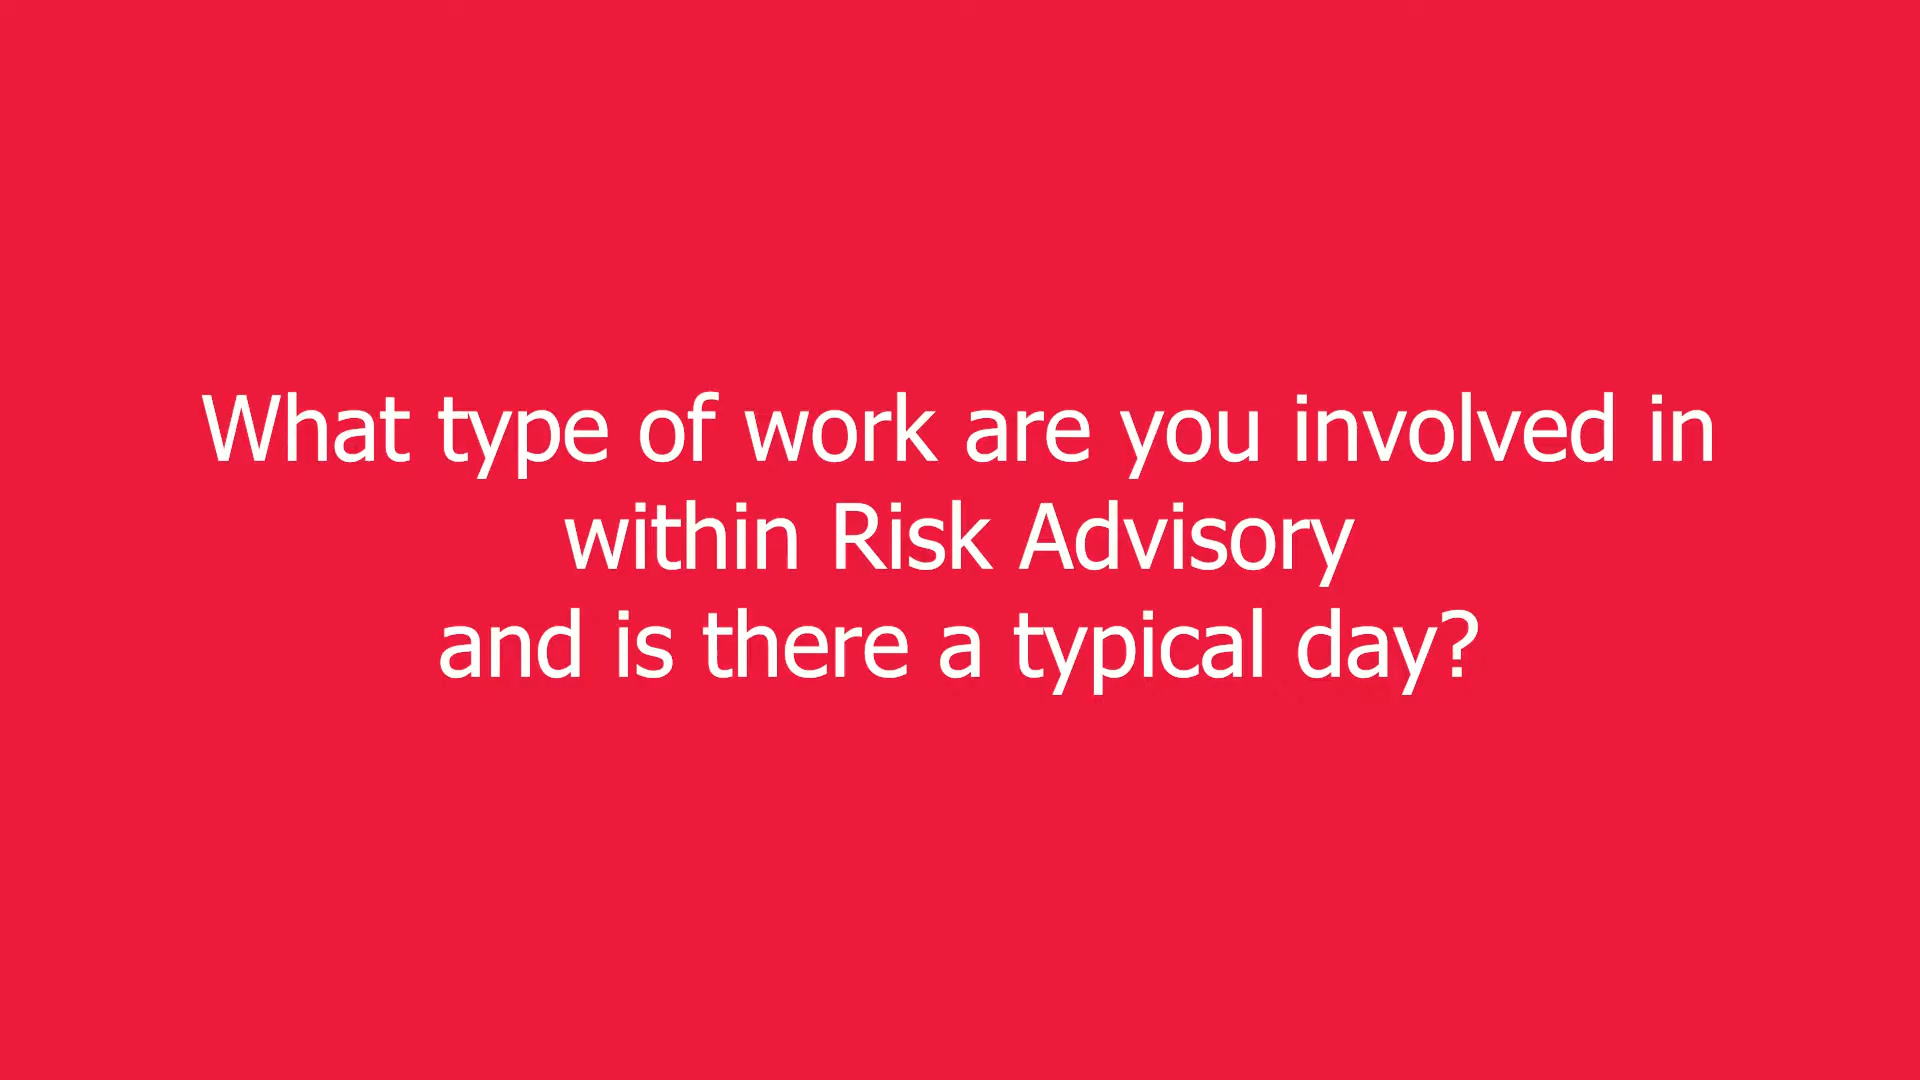 What type of work are you involved in
within Risk Advisory
and is there a typical day?